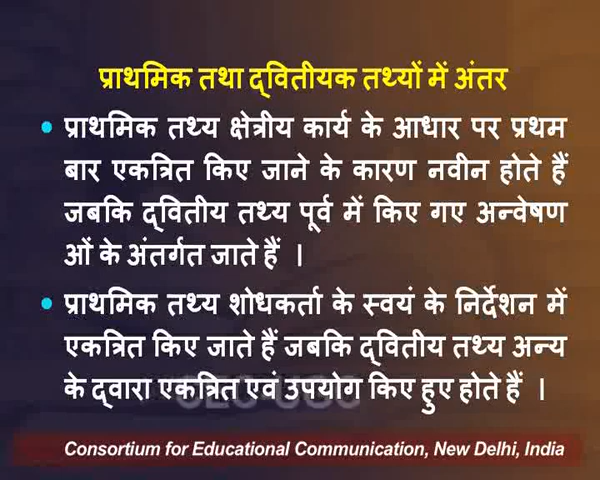 प्राथमिक तथा द्वितीयक तथ्यों में अंतर
प्राथमिक तथ्य क्षेत्रीय कार्य के आधार पर प्रथम
बार एकत्रित किए जाने के कारण नवीन होते हैं
जबकि द्वितीय तथ्य पूर्व में किए गए अन्वेषण
ओं के अंतर्गत जाते हैं ।
प्राथमिक तथ्य शोधकर्ता के स्वयं के निर्देशन में
एकत्रित किए जाते हैं जबकि द्वितीय तथ्य अन्य
के द्वारा एकत्रित एवं उपयोग किए हुए होते हैं ।
CEC-UGC
Consortium for Educational Communication, New Delhi, India